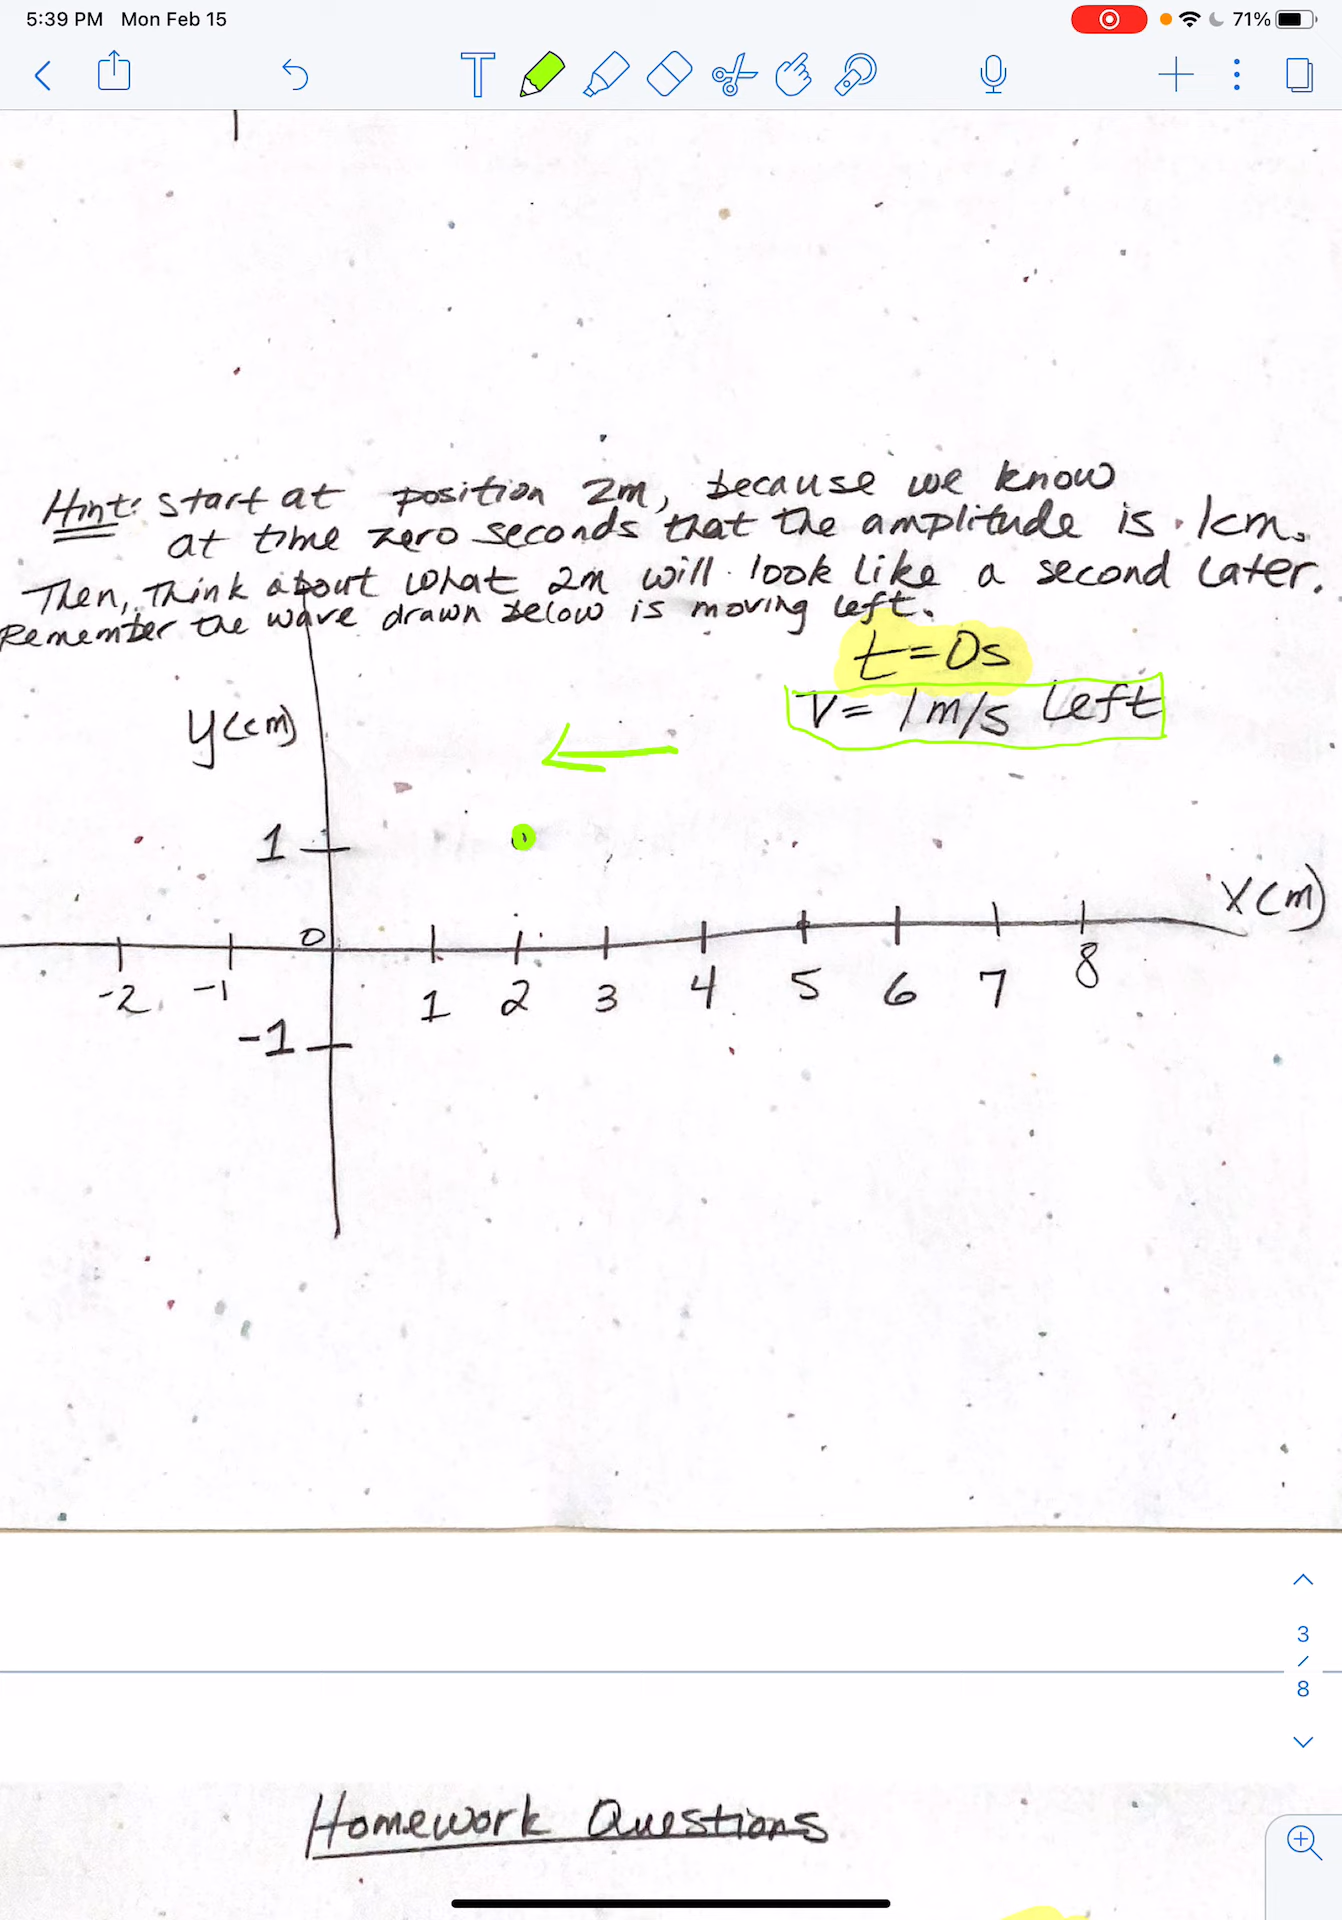 5:39 PM Mon Feb 15 71%
T
Hint: start at position 2m, because we know
at time zero seconds that the amplitude is 1cm.
Then, think about what 2m will look like a second later.
Remember the wave drawn below is moving left.
t=0s
V= 1m/s left
y(cm)
1
x(m)
0
-2 -1 1 2 3 4 5 6 7 8
-1
3
/
8
Homework Questions